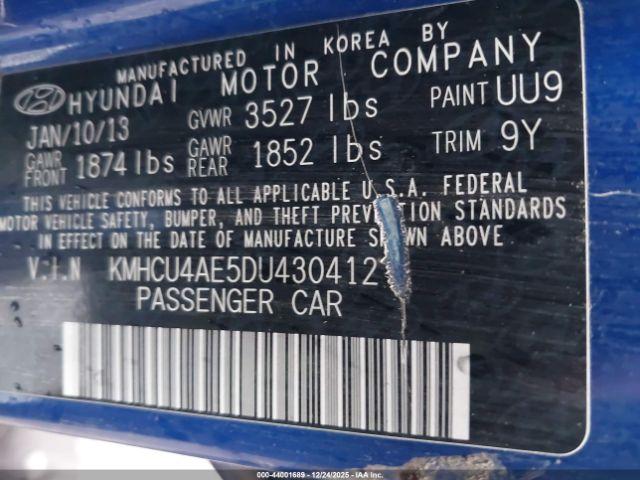 MANUFACTURED IN KOREA BY
HYUNDAI MOTOR COMPANY
JAN/10/13 GVWR 3527 lbs PAINT UU9
GAWR FRONT 1874 lbs GAWR REAR 1852 lbs TRIM 9Y
THIS VEHICLE CONFORMS TO ALL APPLICABLE U.S.A. FEDERAL
MOTOR VEHICLE SAFETY, BUMPER, AND THEFT PREVENTION STANDARDS
IN EFFECT ON THE DATE OF MANUFACTURE SHOWN ABOVE
V.I.N KMHCU4AE5DU430412
PASSENGER CAR
000-44001689 12/24/2025 - IAAI.COM